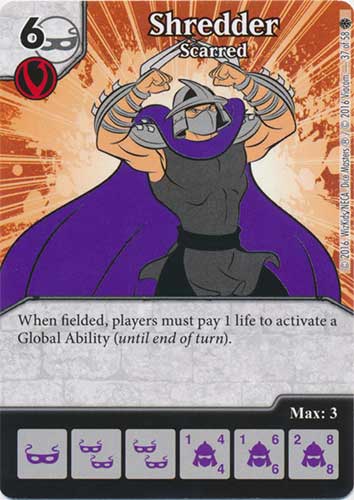 6
Shredder
Scarred
© 2016 WizKids/NECA. Dice Masters ® / © 2016 Viacom — 37 of 58
When fielded, players must pay 1 life to activate a
Global Ability (until end of turn).
Max: 3
1 4 4
1 6 6
2 8 8